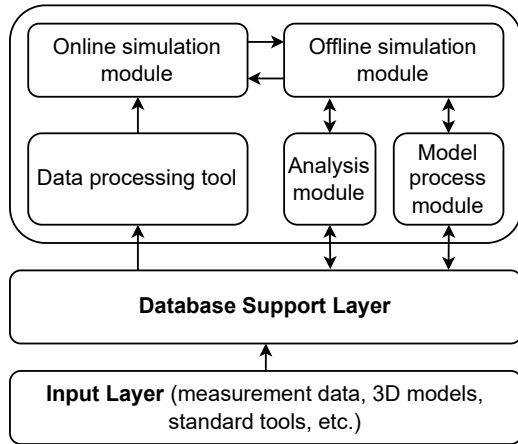 Online simulation
module
Offline simulation
module
Data processing tool
Analysis
module
Model
process
module
Database Support Layer
Input Layer (measurement data, 3D models,
standard tools, etc.)